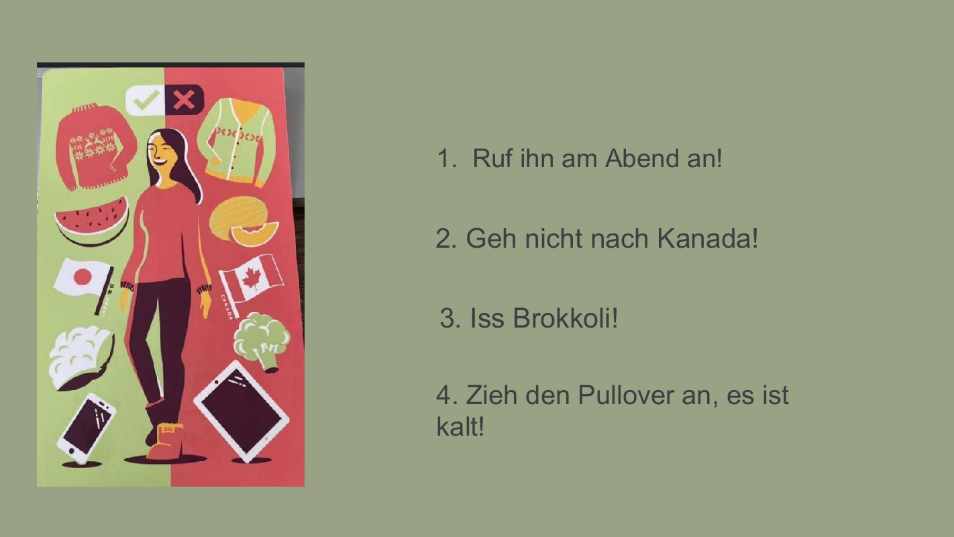 1. Ruf ihn am Abend an!
2. Geh nicht nach Kanada!
3. Iss Brokkoli!
4. Zieh den Pullover an, es ist
kalt!
CANADA